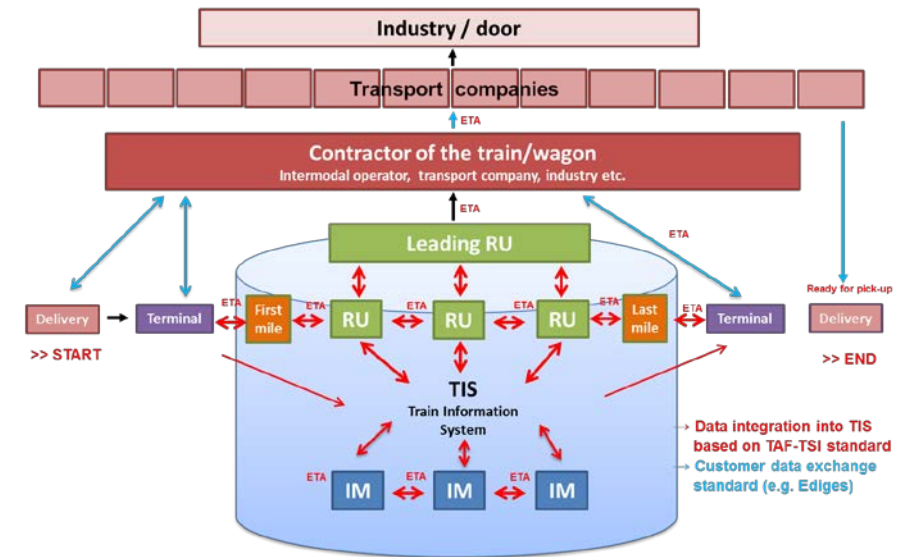 Industry / door
Transport companies
ETA
Contractor of the train/wagon
Intermodal operator, transport company, industry etc.
ETA
ETA
Leading RU
Ready for pick-up
Delivery
Terminal
ETA
First
mile
ETA
RU
ETA
RU
ETA
RU
ETA
Last
mile
ETA
Terminal
Delivery
>> START
>> END
TIS
Train Information
System
Data integration into TIS
based on TAF-TSI standard
Customer data exchange
standard (e.g. Ediges)
ETA
IM
ETA
IM
ETA
IM